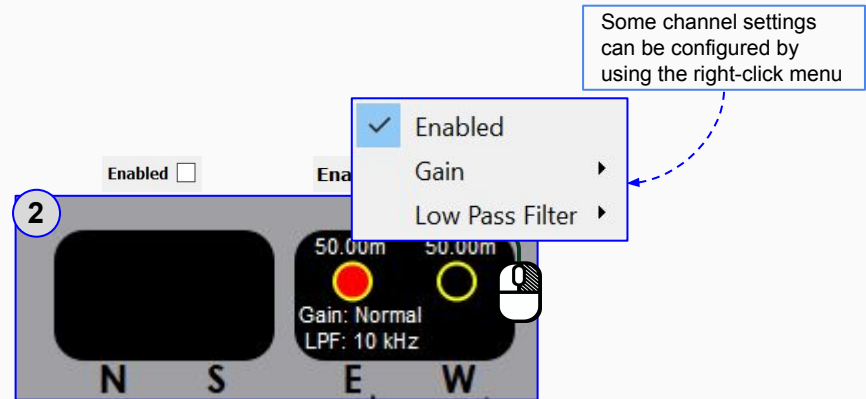 Some channel settings
can be configured by
using the right-click menu
Enabled
Gain
Low Pass Filter
Enabled
Ena
2
50.00m 50.00m
Gain: Normal
LPF: 10 kHz
N S E W